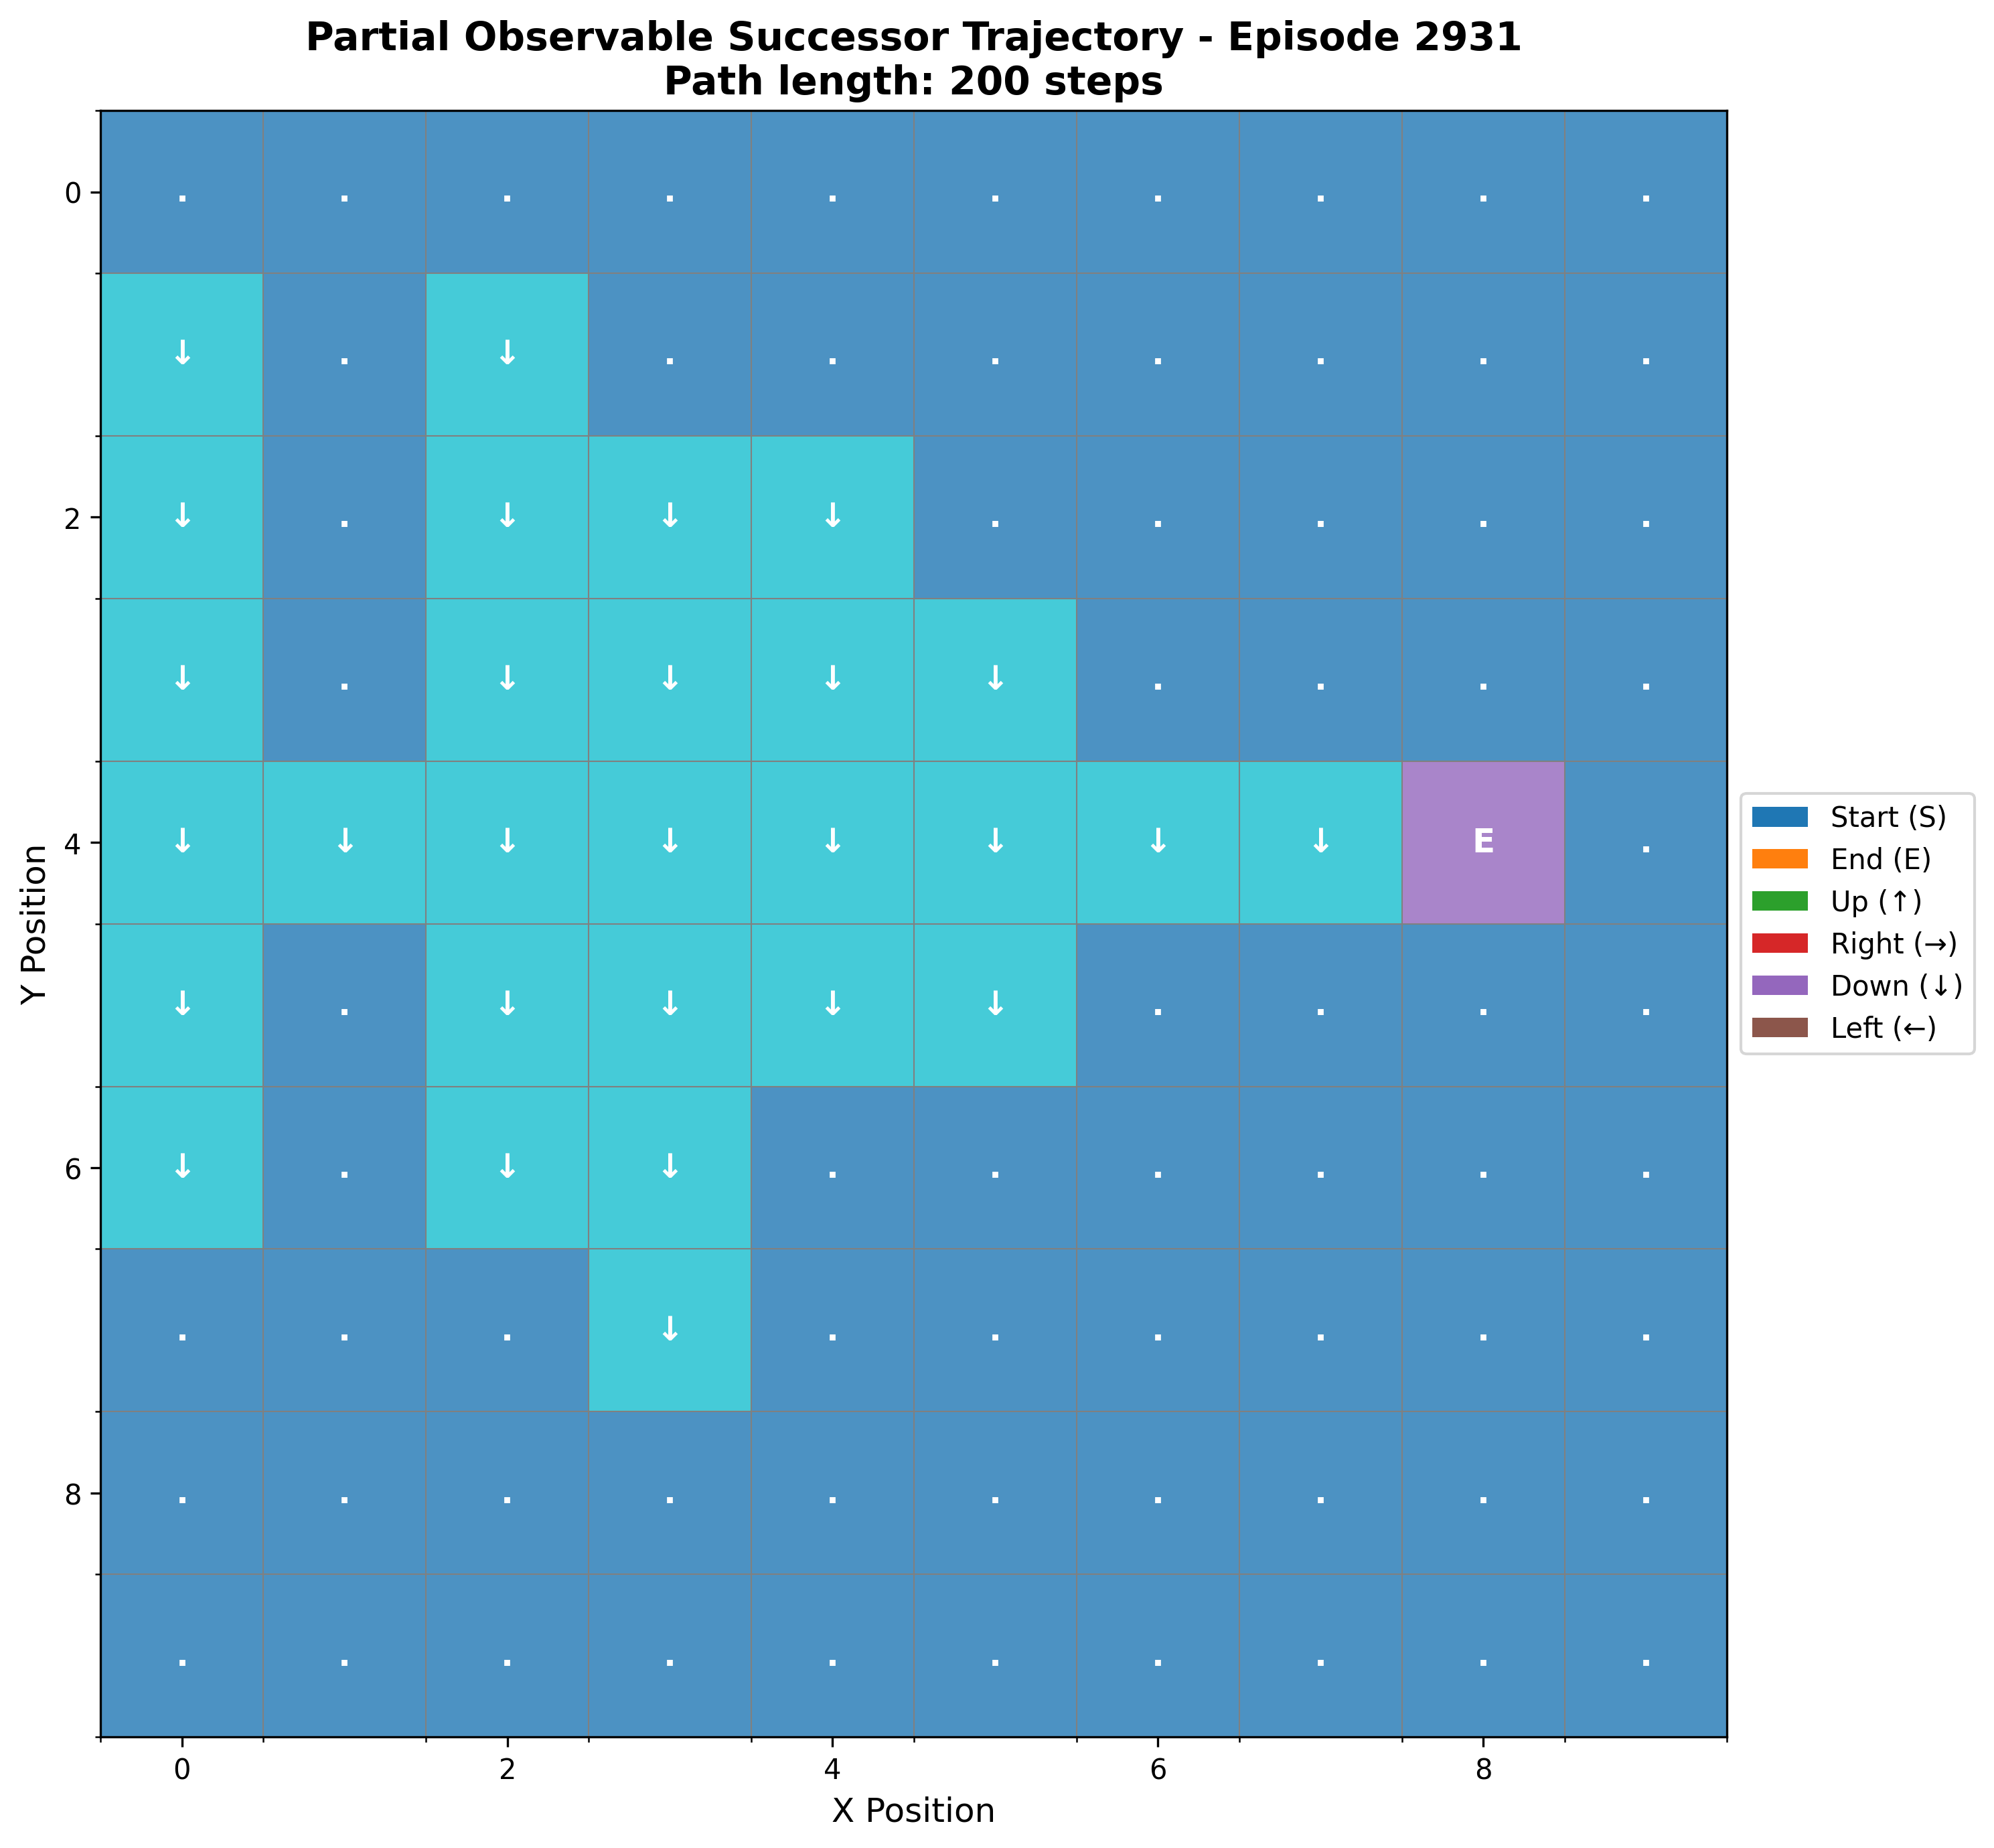 Partial Observable Successor Trajectory - Episode 2931
Path length: 200 steps
0 . . . . . . . . . .
↓ . ↓ . . . . . . .
2 ↓ . ↓ ↓ ↓ . . . . .
↓ . ↓ ↓ ↓ ↓ . . . .
4 ↓ ↓ ↓ ↓ ↓ ↓ ↓ ↓ E .
↓ . ↓ ↓ ↓ ↓ . . . .
6 ↓ . ↓ ↓ . . . . . .
. . . ↓ . . . . . .
8 . . . . . . . . . .
. . . . . . . . . .
0 2 4 6 8
X Position
Y Position
Start (S)
End (E)
Up (↑)
Right (→)
Down (↓)
Left (←)